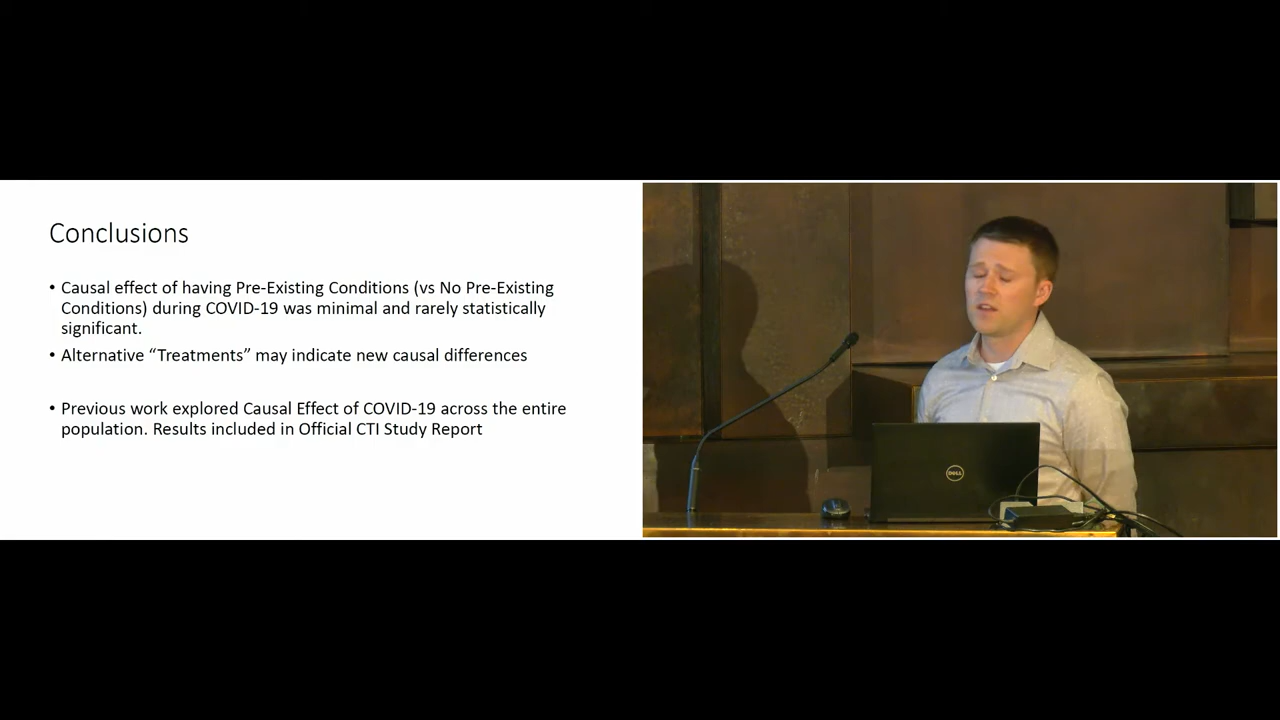 Conclusions
• Causal effect of having Pre-Existing Conditions (vs No Pre-Existing
Conditions) during COVID-19 was minimal and rarely statistically
significant.
• Alternative “Treatments” may indicate new causal differences
• Previous work explored Causal Effect of COVID-19 across the entire
population. Results included in Official CTI Study Report
DELL